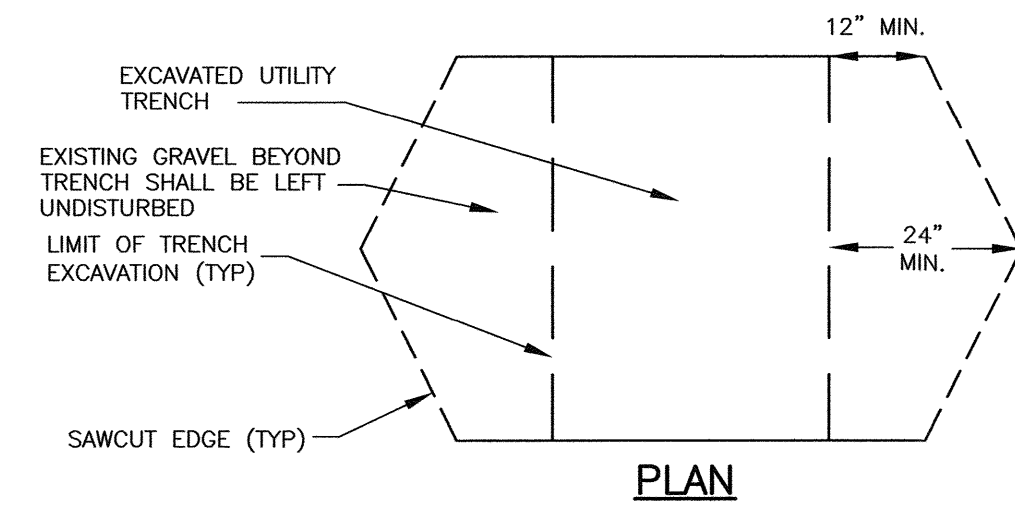 12" MIN.
EXCAVATED UTILITY
TRENCH
EXISTING GRAVEL BEYOND
TRENCH SHALL BE LEFT
UNDISTURBED
LIMIT OF TRENCH
EXCAVATION (TYP)
24"
MIN.
SAWCUT EDGE (TYP)
PLAN